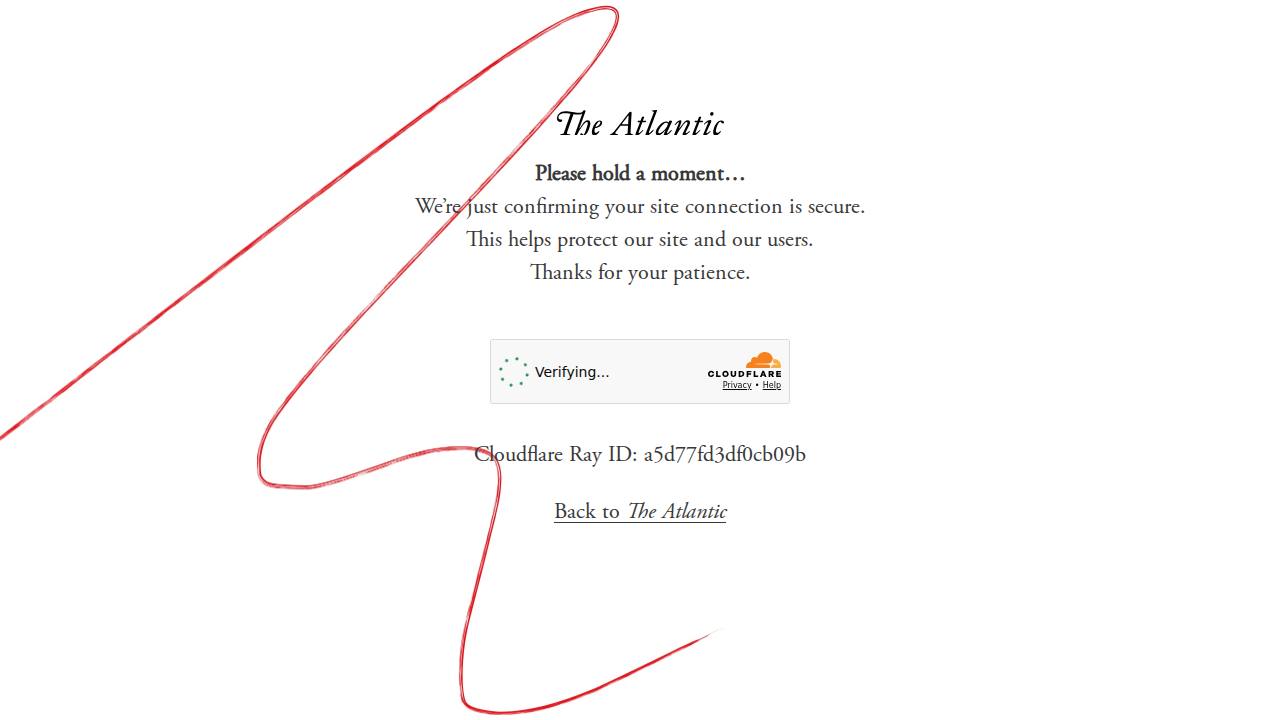 The Atlantic
Please hold a moment…
We’re just confirming your site connection is secure.
This helps protect our site and our users.
Thanks for your patience.
Verifying...
CLOUDFLARE
Privacy • Help
Cloudflare Ray ID: a5d77fd3df0cb09b
Back to The Atlantic